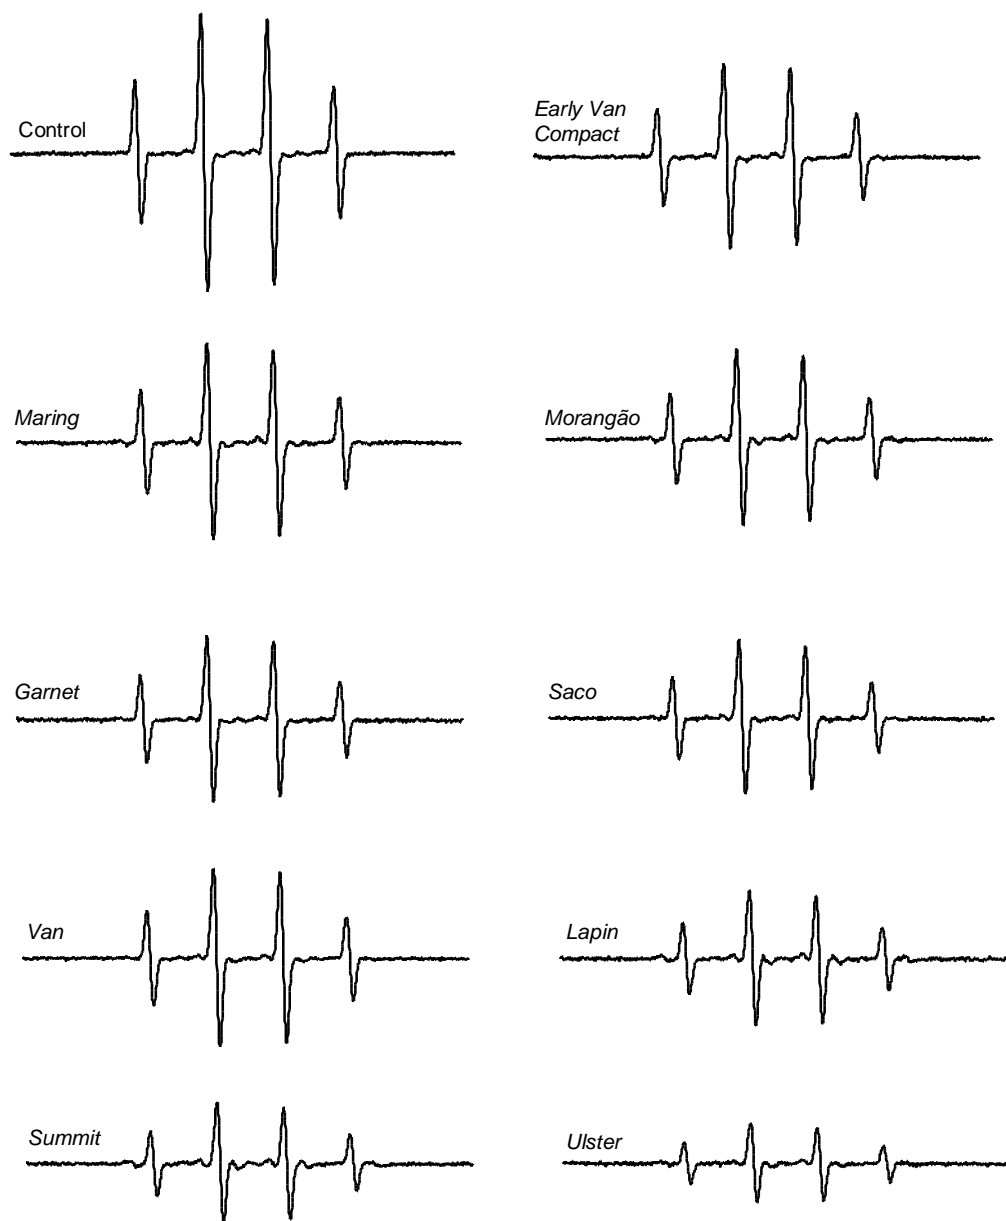 Control
Early Van
Compact
Maring
Morangão
Garnet
Saco
Van
Lapin
Summit
Ulster